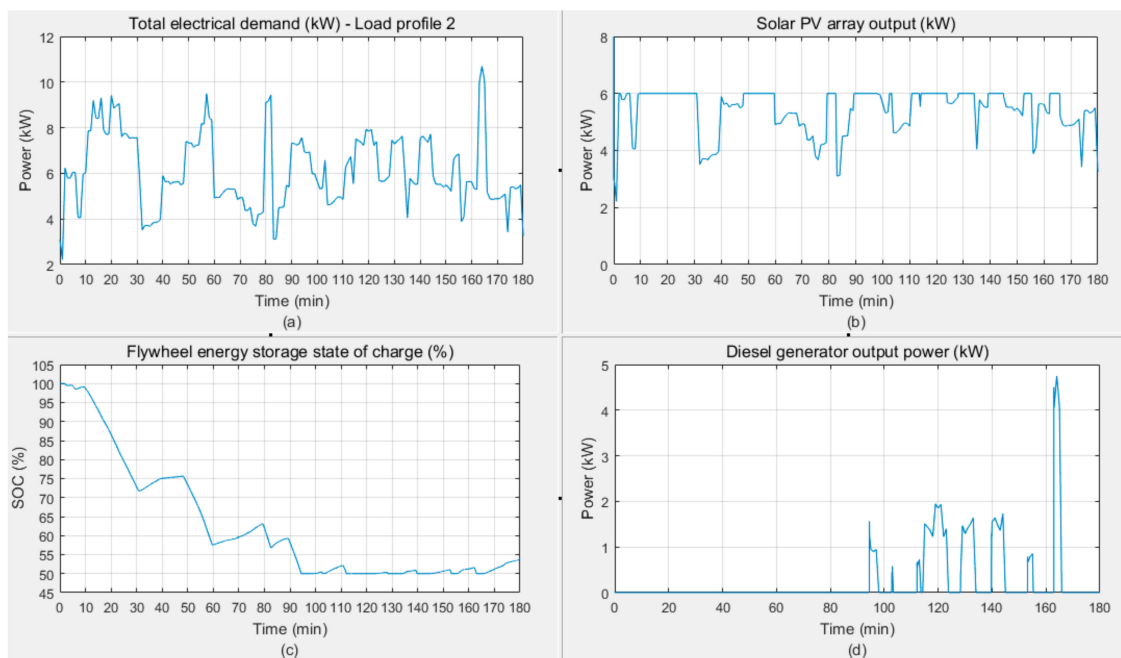 Total electrical demand (kW) - Load profile 2
12
10
8
6
4
2
Power (kW)
0 10 20 30 40 50 60 70 80 90 100 110 120 130 140 150 160 170 180
Time (min)
(a)
Solar PV array output (kW)
8
6
4
2
0
Power (kW)
0 10 20 30 40 50 60 70 80 90 100 110 120 130 140 150 160 170 180
Time (min)
(b)
Flywheel energy storage state of charge (%)
105
100
95
90
85
80
75
70
65
60
55
50
45
SOC (%)
0 10 20 30 40 50 60 70 80 90 100 110 120 130 140 150 160 170 180
Time (min)
(c)
Diesel generator output power (kW)
5
4
3
2
1
0
Power (kW)
0 20 40 60 80 100 120 140 160 180
Time (min)
(d)